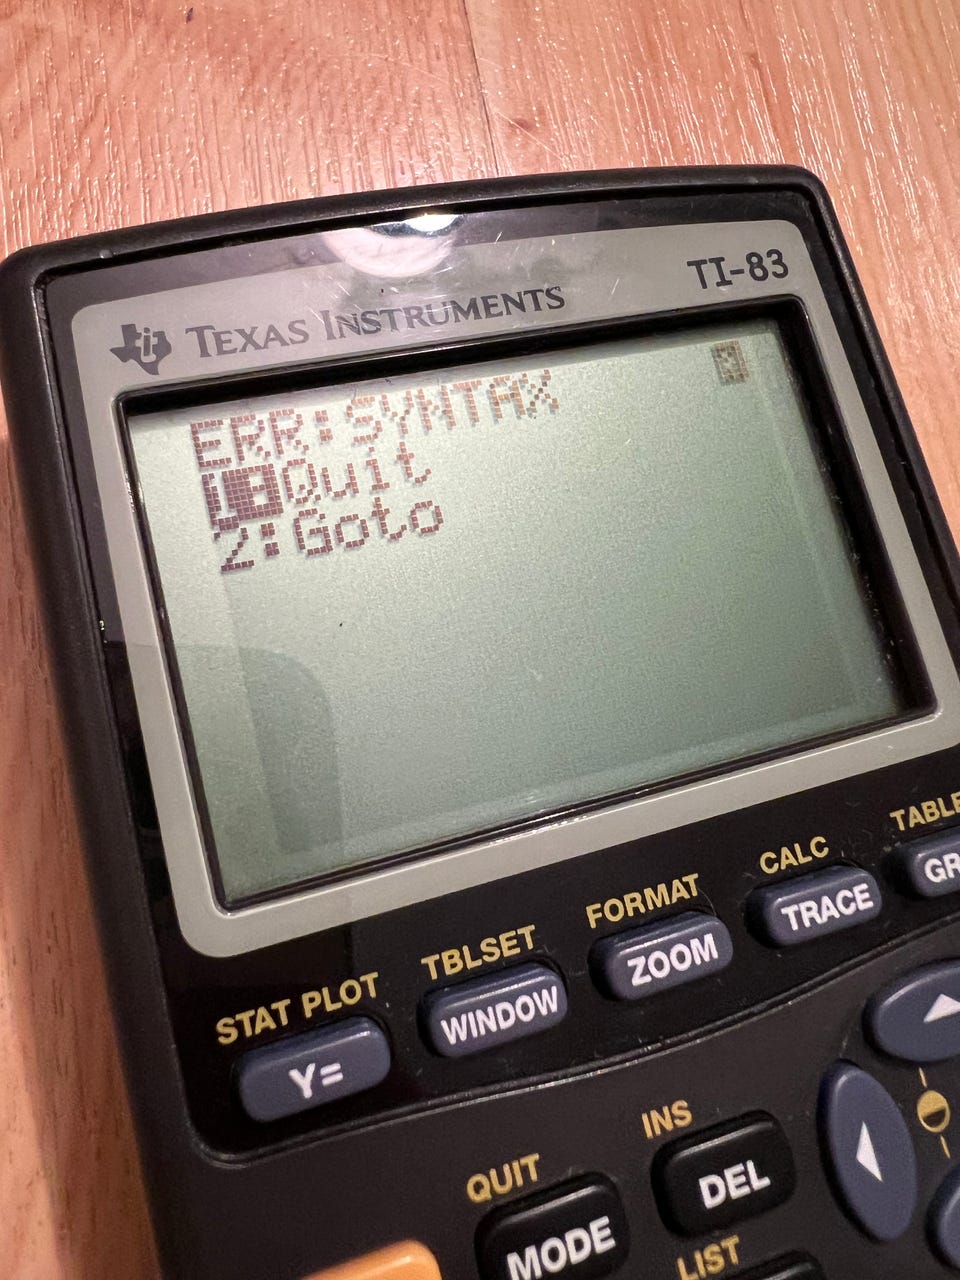 TI-83
TEXAS INSTRUMENTS
ERR:SYNTAX
1:Quit
2:Goto
STAT PLOT TBLSET FORMAT CALC TABLE
Y= WINDOW ZOOM TRACE GR
QUIT INS
MODE DEL
LIST